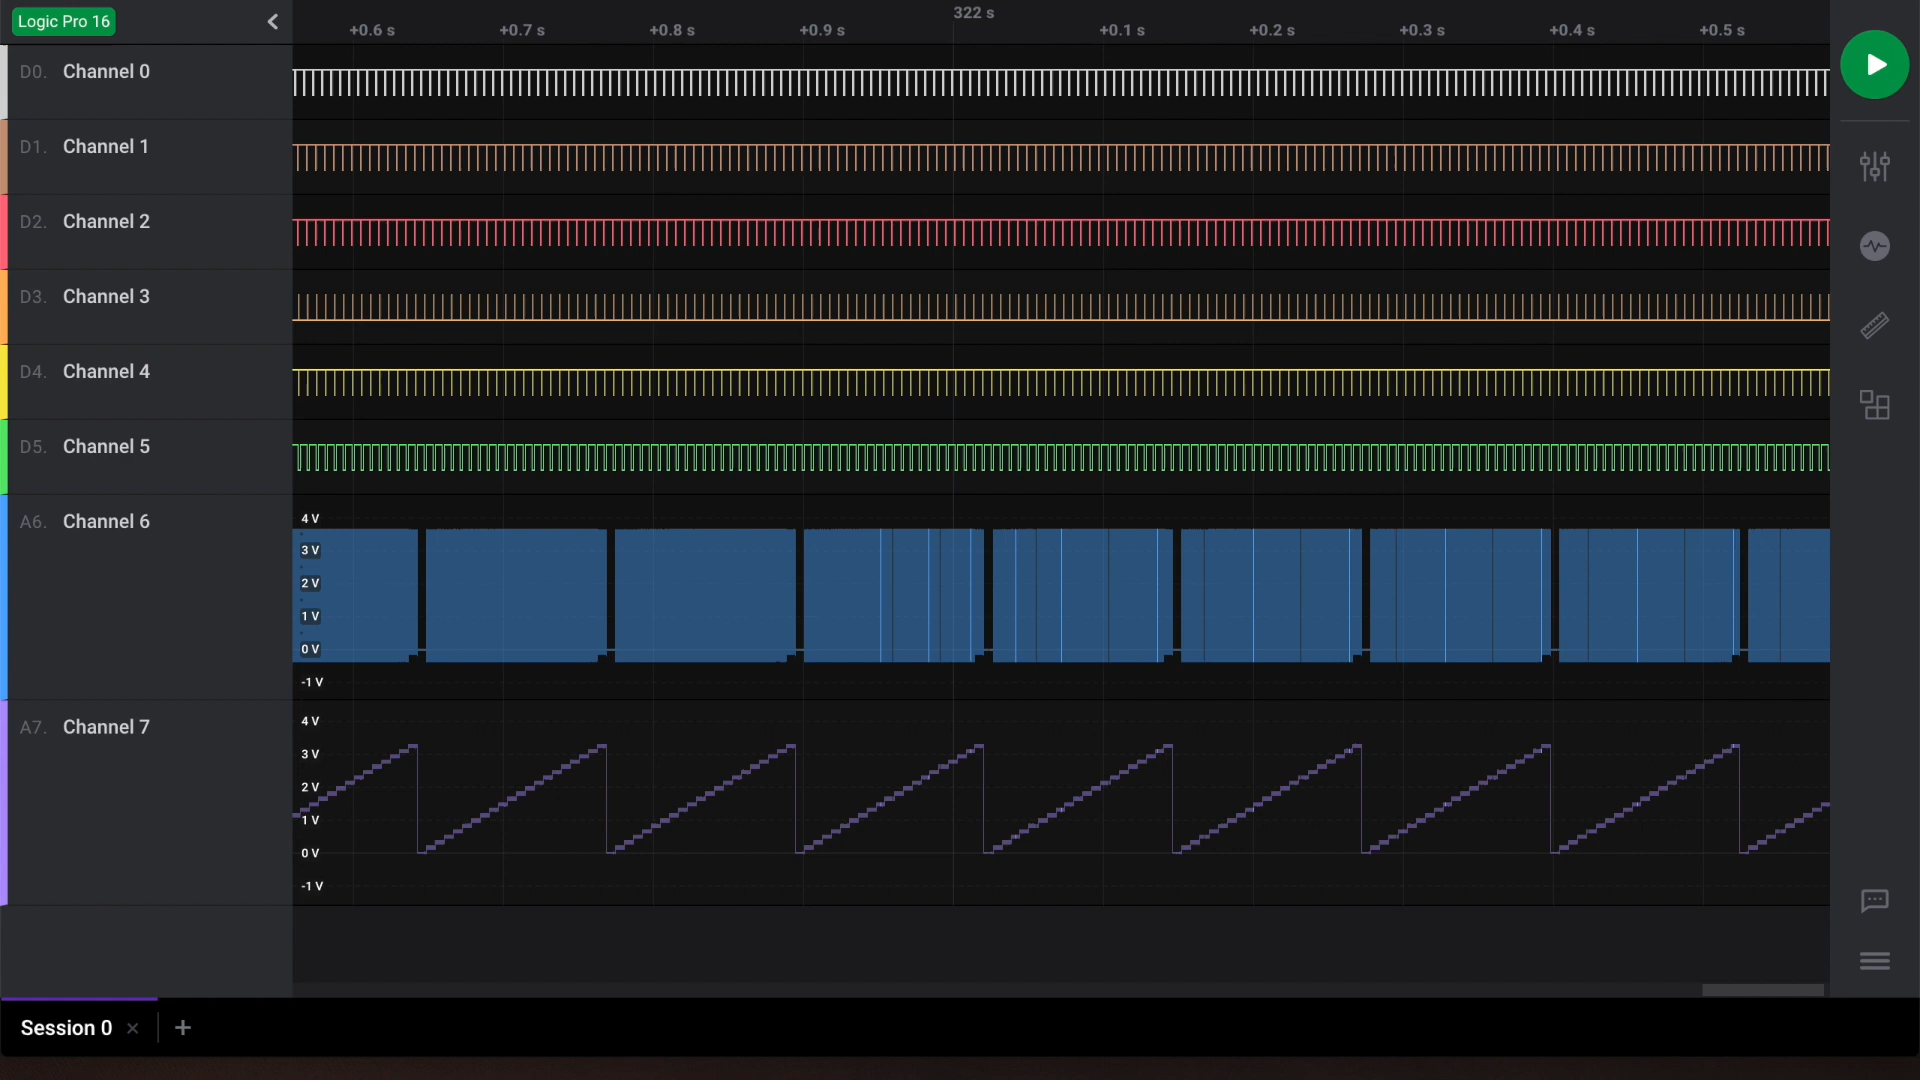 Logic Pro 16
322 s
+0.6 s +0.7 s +0.8 s +0.9 s +0.1 s +0.2 s +0.3 s +0.4 s +0.5 s
D0. Channel 0
D1. Channel 1
D2. Channel 2
D3. Channel 3
D4. Channel 4
D5. Channel 5
A6. Channel 6
4 V
3 V
2 V
1 V
0 V
-1 V
A7. Channel 7
4 V
3 V
2 V
1 V
0 V
-1 V
Session 0